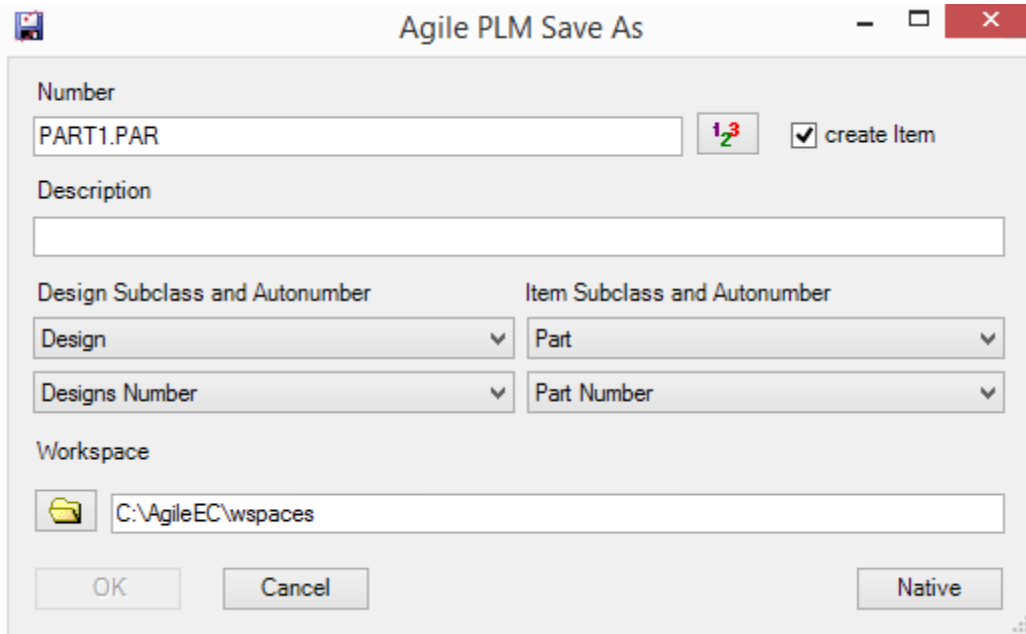 Agile PLM Save As
Number
PART1.PAR
123
create Item
Description
Design Subclass and Autonumber
Item Subclass and Autonumber
Design
Part
Designs Number
Part Number
Workspace
C:\AgileEC\wspaces
OK
Cancel
Native